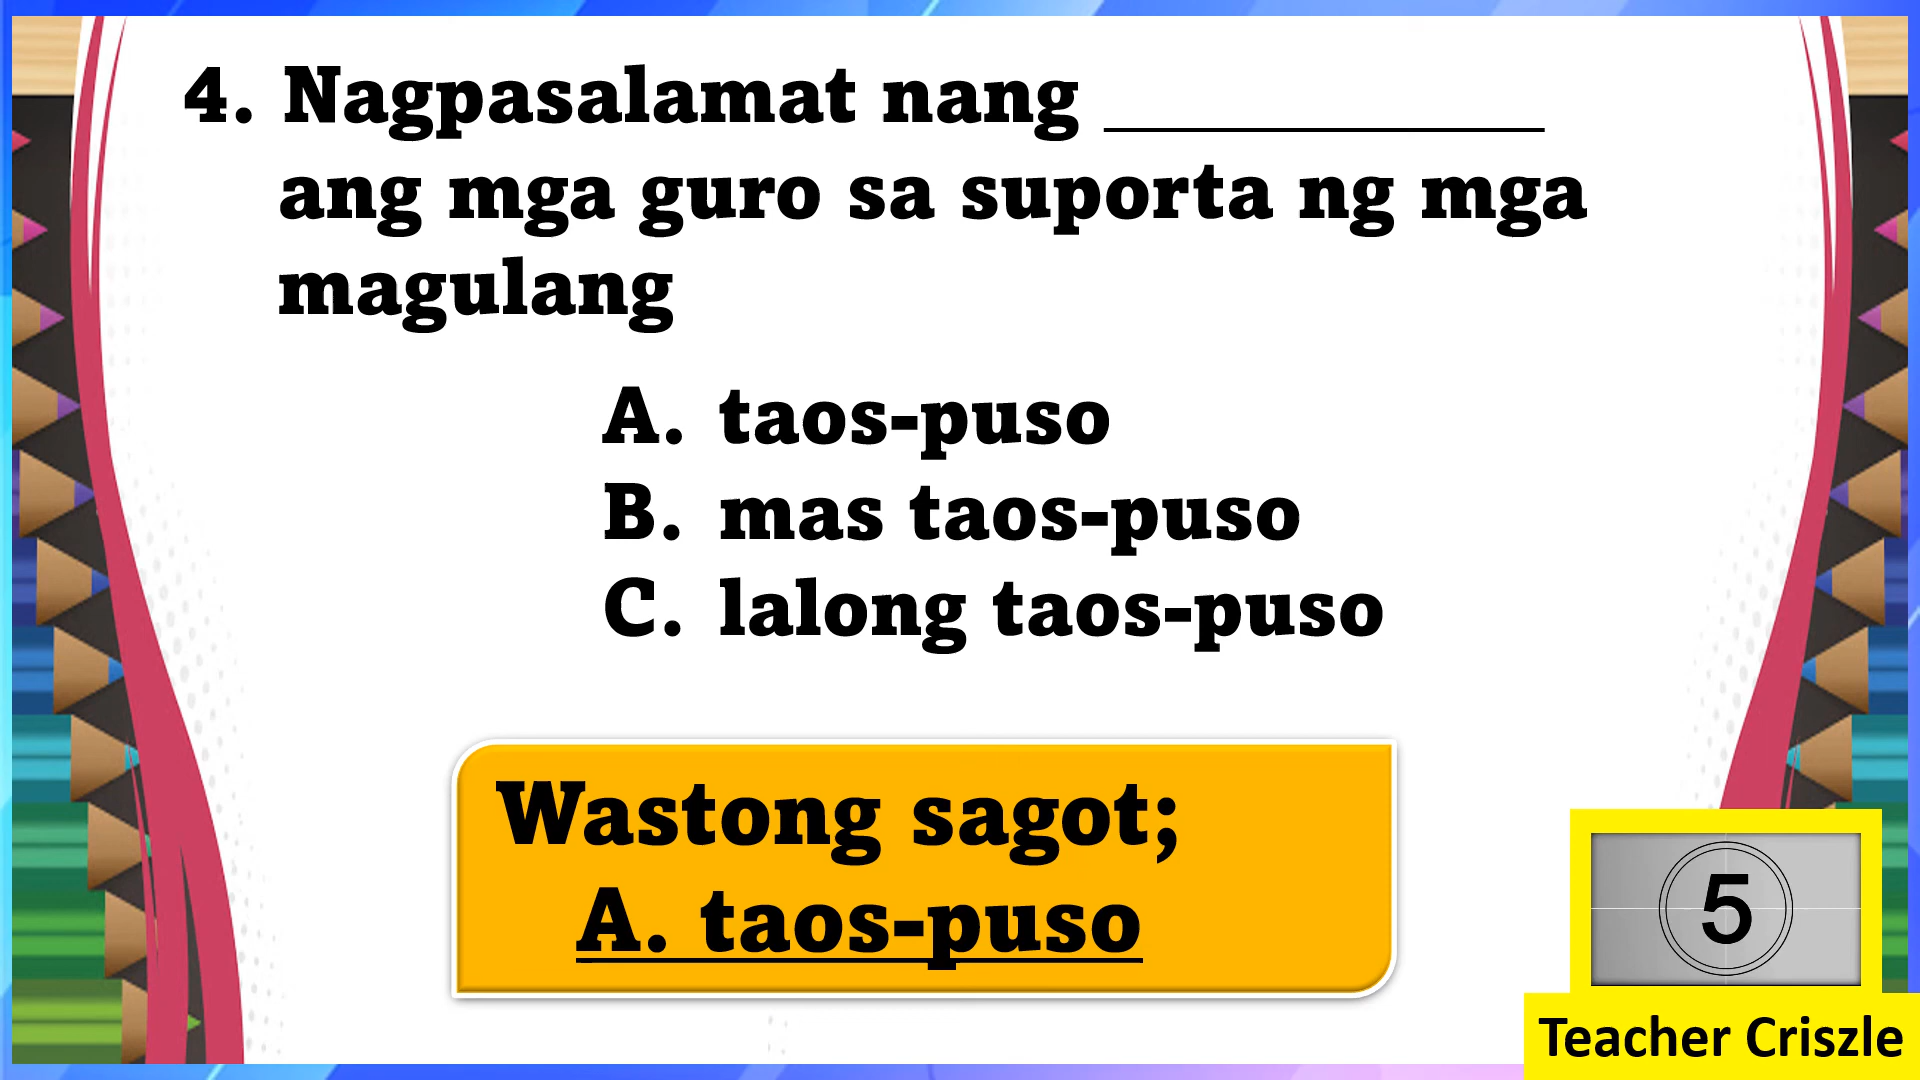 4. Nagpasalamat nang ____________
ang mga guro sa suporta ng mga
magulang
A. taos-puso
B. mas taos-puso
C. lalong taos-puso
Wastong sagot;
A. taos-puso
5
Teacher Criszle